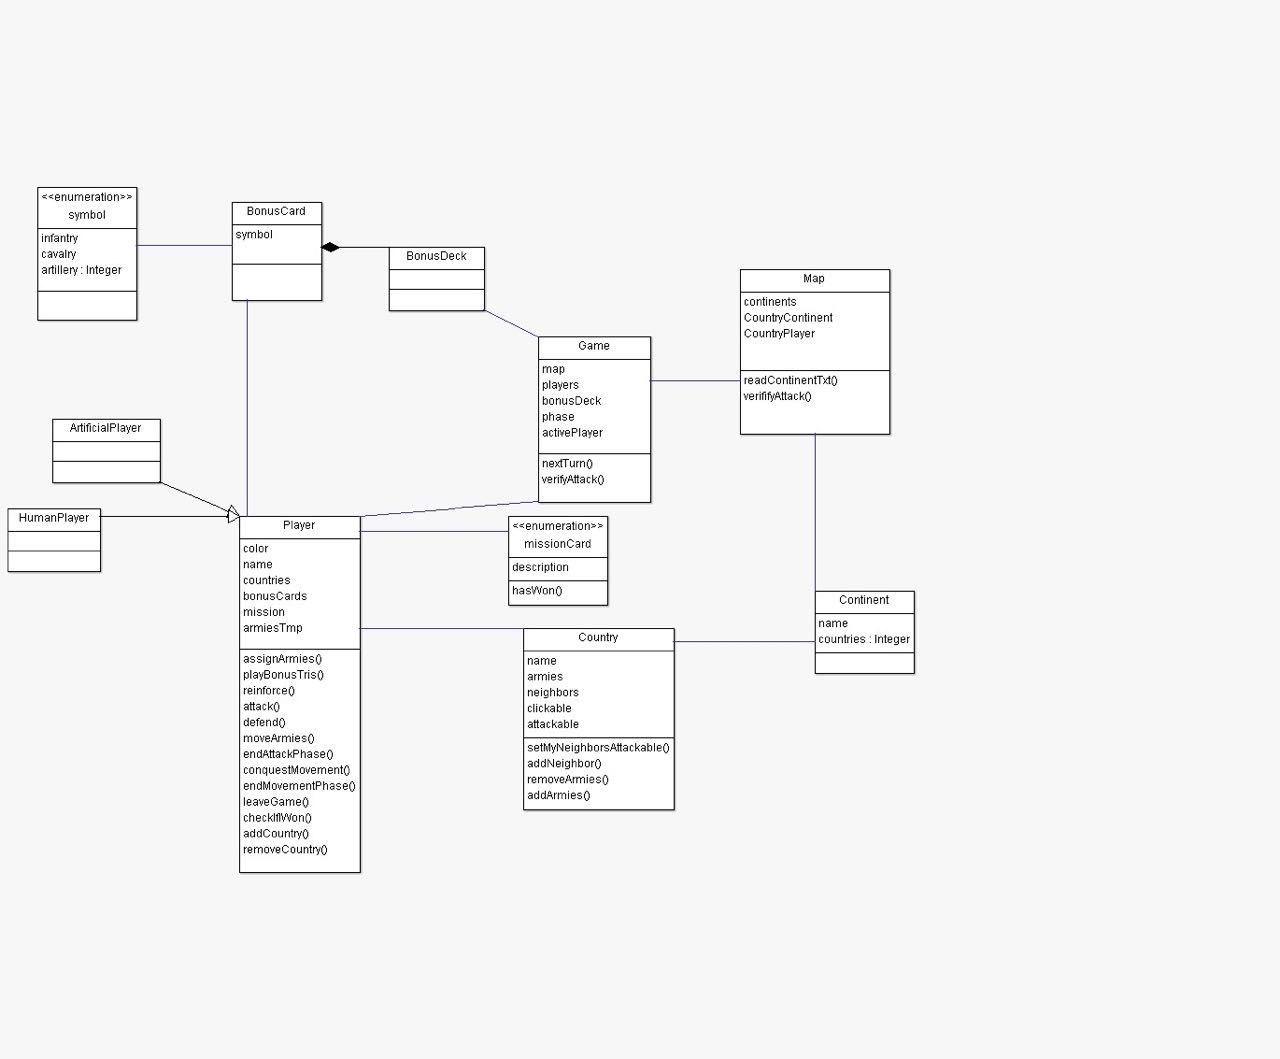 <<enumeration>>
symbol
infantry
cavalry
artillery : Integer
BonusCard
symbol
BonusDeck
Map
continents
CountryContinent
CountryPlayer
readContinentTxt()
verififyAttack()
Game
map
players
bonusDeck
phase
activePlayer
nextTurn()
verifyAttack()
ArtificialPlayer
HumanPlayer
Player
color
name
countries
bonusCards
mission
armiesTmp
assignArmies()
playBonusTris()
reinforce()
attack()
defend()
moveArmies()
endAttackPhase()
conquestMovement()
endMovementPhase()
leaveGame()
checkIfIWon()
addCountry()
removeCountry()
<<enumeration>>
missionCard
description
hasWon()
Country
name
armies
neighbors
clickable
attackable
setMyNeighborsAttackable()
addNeighbor()
removeArmies()
addArmies()
Continent
name
countries : Integer